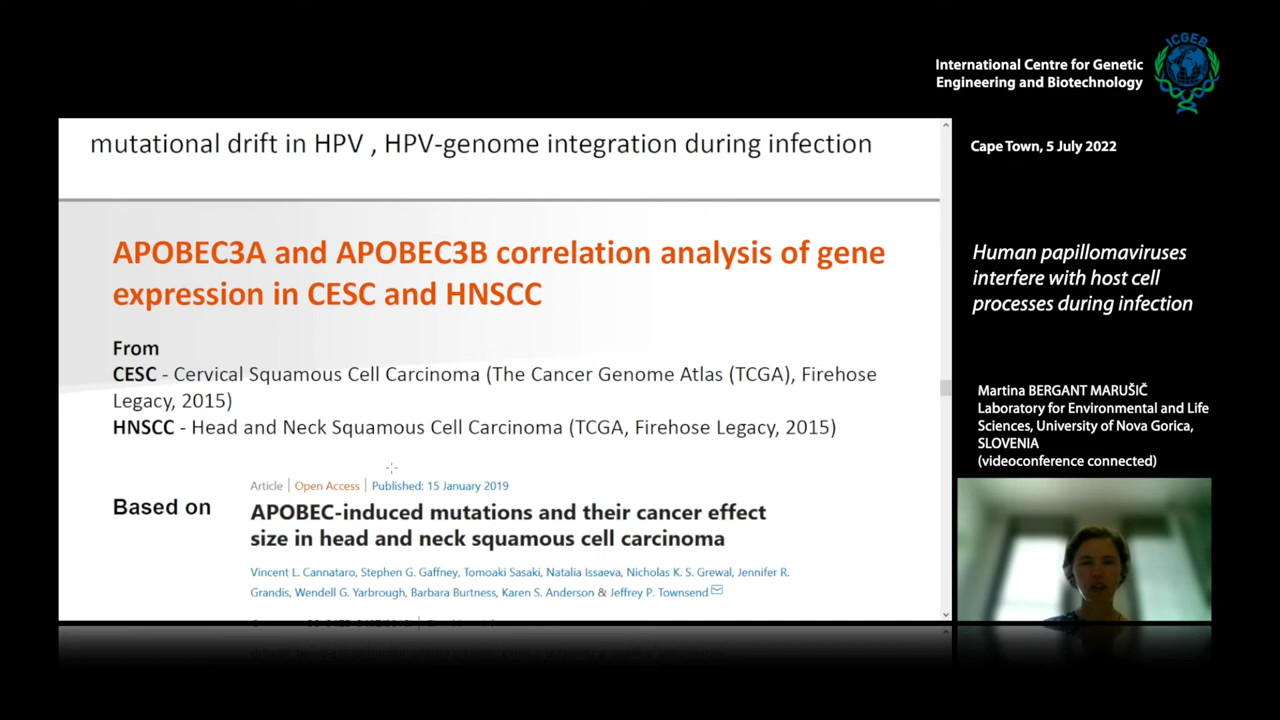 ICGEB
International Centre for Genetic
Engineering and Biotechnology
Cape Town, 5 July 2022
mutational drift in HPV , HPV-genome integration during infection
APOBEC3A and APOBEC3B correlation analysis of gene
expression in CESC and HNSCC
From
CESC - Cervical Squamous Cell Carcinoma (The Cancer Genome Atlas (TCGA), Firehose
Legacy, 2015)
HNSCC - Head and Neck Squamous Cell Carcinoma (TCGA, Firehose Legacy, 2015)
Based on
Article | Open Access | Published: 15 January 2019
APOBEC-induced mutations and their cancer effect
size in head and neck squamous cell carcinoma
Vincent L. Cannataro, Stephen G. Gaffney, Tomoaki Sasaki, Natalia Issaeva, Nicholas K. S. Grewal, Jennifer R.
Grandis, Wendell G. Yarbrough, Barbara Burtness, Karen S. Anderson & Jeffrey P. Townsend
Human papillomaviruses
interfere with host cell
processes during infection
Martina BERGANT MARUŠIČ
Laboratory for Environmental and Life
Sciences, University of Nova Gorica,
SLOVENIA
(videoconference connected)